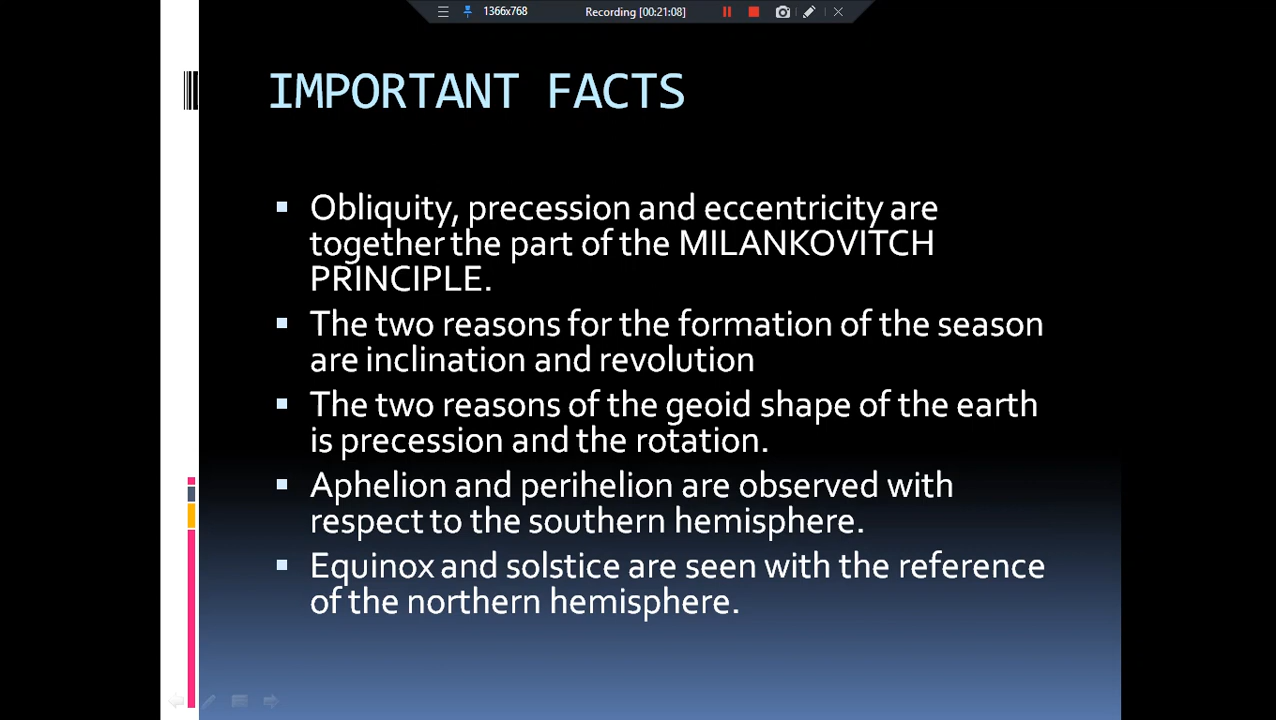 1366x768 Recording [00:21:08]
IMPORTANT FACTS
Obliquity, precession and eccentricity are
together the part of the MILANKOVITCH
PRINCIPLE.
The two reasons for the formation of the season
are inclination and revolution
The two reasons of the geoid shape of the earth
is precession and the rotation.
Aphelion and perihelion are observed with
respect to the southern hemisphere.
Equinox and solstice are seen with the reference
of the northern hemisphere.